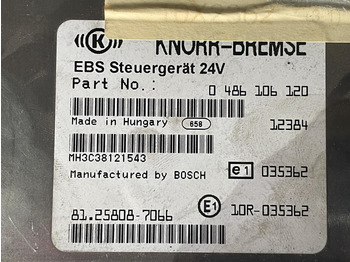 KNORR-BREMSE
EBS Steuergerät 24V
Part No.: 0 486 106 120
Made in Hungary 658 12384
MH3C38121543
Manufactured by BOSCH e1 035362
81.25808-7066 E1 10R-035362